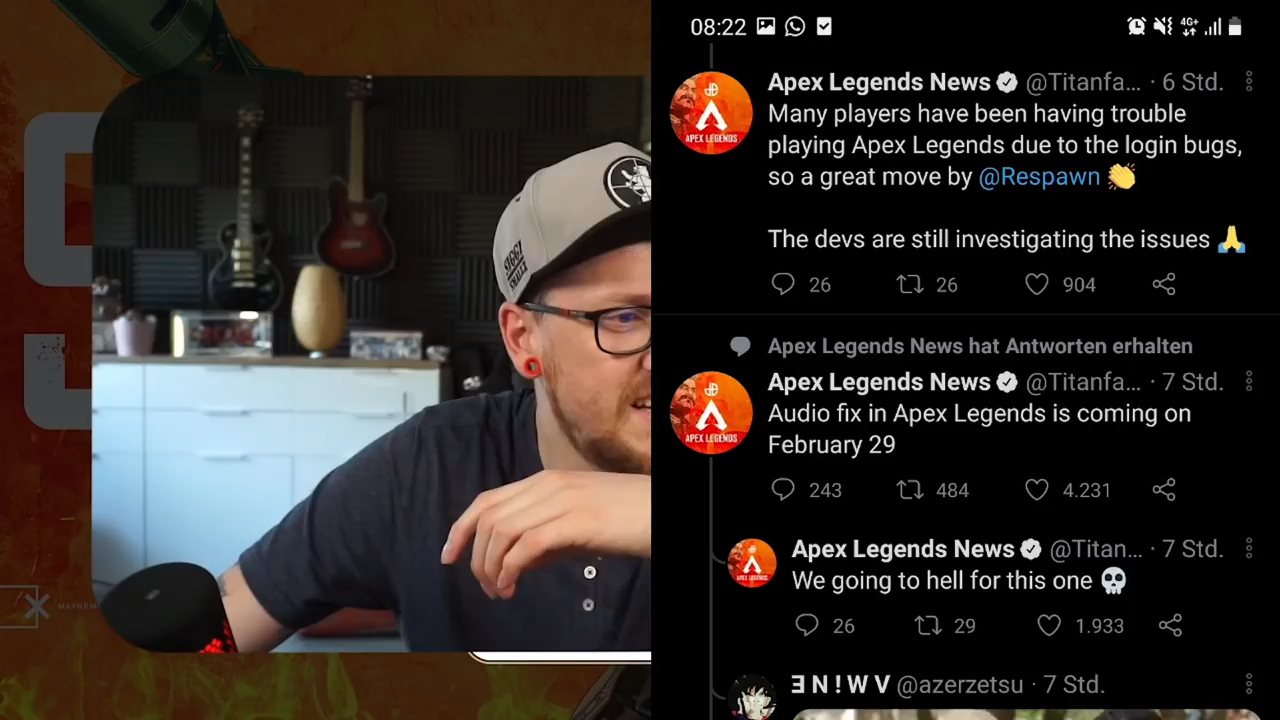 08:22
4G+
Apex Legends News @Titanfa... · 6 Std.
Many players have been having trouble
playing Apex Legends due to the login bugs,
so a great move by @Respawn 👏
The devs are still investigating the issues 🙏
26 26 904
Apex Legends News hat Antworten erhalten
Apex Legends News @Titanfa... · 7 Std.
Audio fix in Apex Legends is coming on
February 29
243 484 4.231
Apex Legends News @Titan... · 7 Std.
We going to hell for this one 💀
26 29 1.933
ƎN!WV @azerzetsu · 7 Std.
APEX LEGENDS
APEX LEGENDS
APEX LEGENDS
MAYHEM